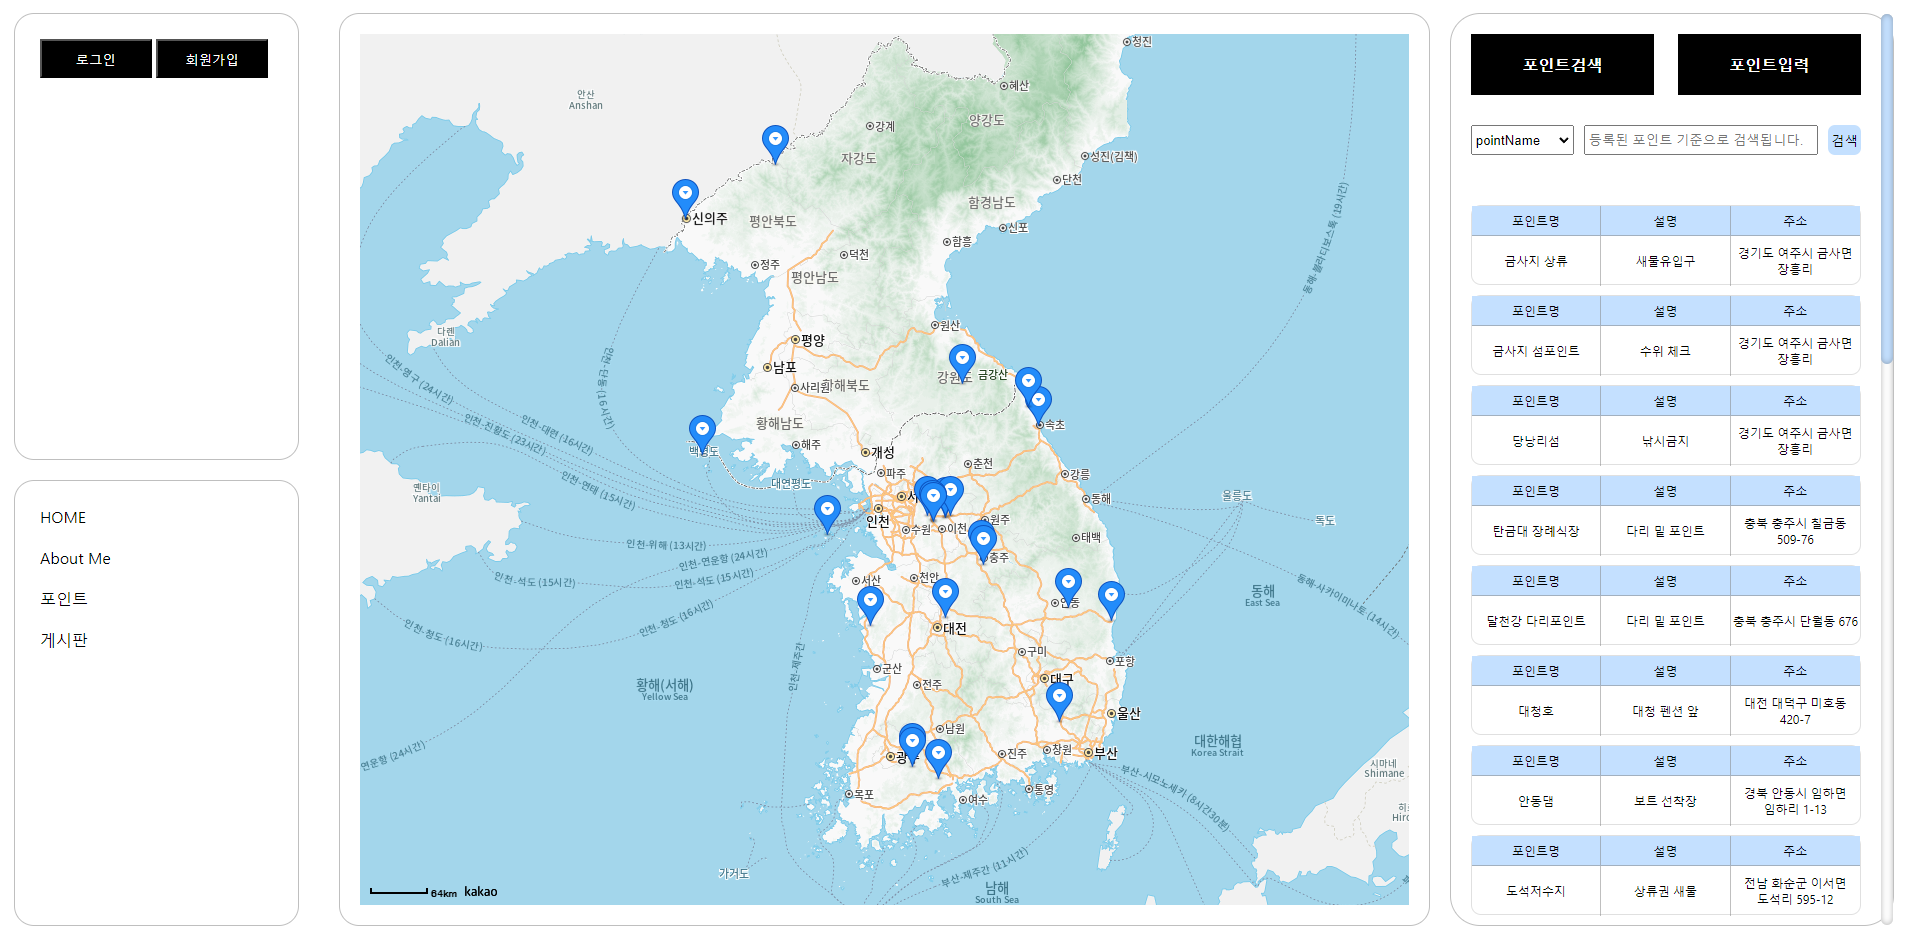 로그인
회원가입
HOME
About Me
포인트
게시판
청진
혜산
안산
Anshan
강계
양강도
자강도
성진(김책)
단천
함경남도
신의주
평안북도
신포
함흥
덕천
정주
평안남도
동해-블라디보스톡 (19시간)
다롄
Dalian
원산
평양
남포
강원도
금강산
사리원
황해북도
인천-영구 (24시간)
인천-단동(16시간)
인천-진황도 (23시간)
인천-대련 (16시간)
황해남도
속초
해주
개성
백령도
춘천
파주
강릉
대연평도
인천-연태 (15시간)
옌타이
Yantai
동해
울릉도
독도
서
인천
수원
이천
원주
태백
인천-위해 (13시간)
인천-연운항 (24시간)
충주
인천-석도 (15시간)
인천-석도 (15시간)
서산
천안
안동
동해
East Sea
동해-사카이미나토 (14시간)
인천-청도 (16시간)
인천-청도 (16시간)
대전
구미
포항
인천-제주간
군산
전주
대구
황해(서해)
Yellow Sea
울산
남원
대한해협
Korea Strait
연운항 (24시간)
광주
진주
창원
부산
시마네
Shimane
부산-시모노세키 (8시간30분)
목포
여수
통영
히로
Hiro
가거도
부산-제주간 (11시간)
남해
South Sea
64km
kakao
포인트검색
포인트입력
pointName
등록된 포인트 기준으로 검색됩니다.
검색
포인트명 설명 주소
금사지 상류 새물유입구 경기도 여주시 금사면
장흥리
포인트명 설명 주소
금사지 섬포인트 수위 체크 경기도 여주시 금사면
장흥리
포인트명 설명 주소
당낭리섬 낚시금지 경기도 여주시 금사면
장흥리
포인트명 설명 주소
탄금대 장례식장 다리 밑 포인트 충북 충주시 칠금동
509-76
포인트명 설명 주소
달천강 다리포인트 다리 밑 포인트 충북 충주시 단월동 676
포인트명 설명 주소
대청호 대청 펜션 앞 대전 대덕구 미호동
420-7
포인트명 설명 주소
안동댐 보트 선착장 경북 안동시 임하면
임하리 1-13
포인트명 설명 주소
도석저수지 상류권 새물 전남 화순군 이서면
도석리 595-12